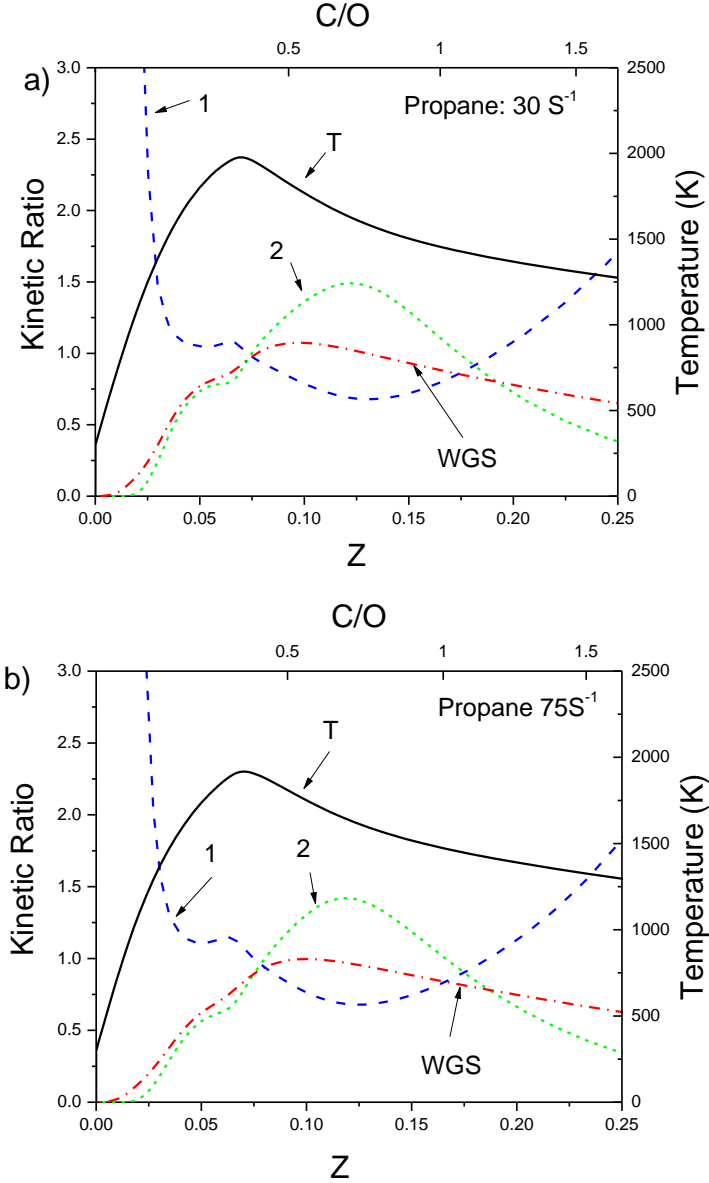 C/O
0.5 1 1.5
a)
3.0 2500
1 Propane: 30 S⁻¹
2.5
T 2000
2.0
2
1.5 1500
1.0 1000
WGS
0.5 500
0.0 0
0.00 0.05 0.10 0.15 0.20 0.25
Kinetic Ratio
Temperature (K)
Z
C/O
0.5 1 1.5
b)
3.0 2500
Propane 75S⁻¹
T
2.5
2000
2.0
1 2
1.5 1500
1.0 1000
WGS
0.5 500
0.0 0
0.00 0.05 0.10 0.15 0.20 0.25
Kinetic Ratio
Temperature (K)
Z